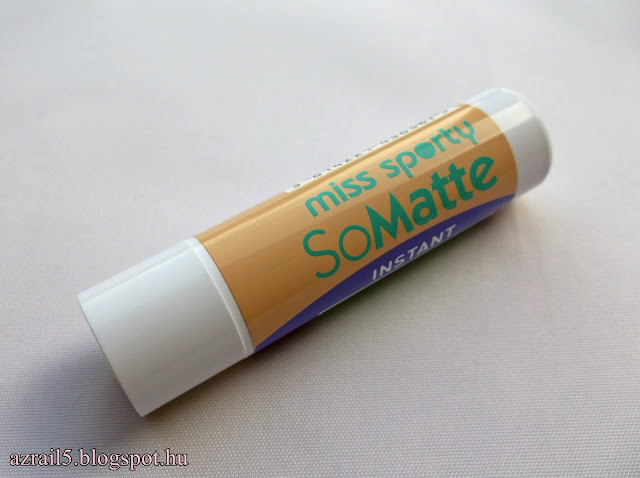 miss sporty
SoMatte
INSTANT
azrail5.blogspot.hu